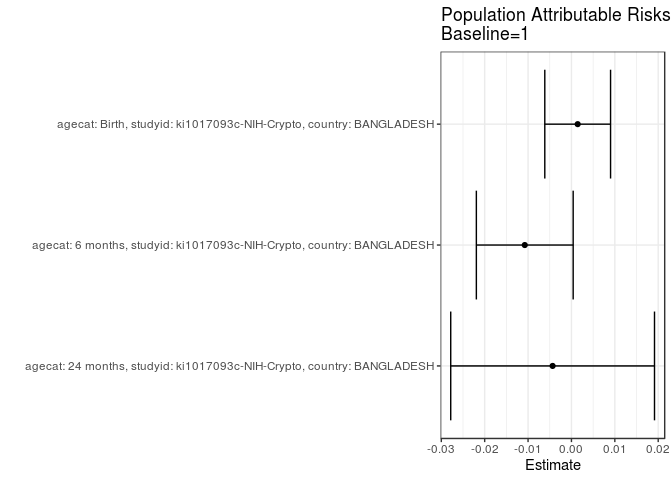 Population Attributable Risks
Baseline=1
agecat: Birth, studyid: ki1017093c-NIH-Crypto, country: BANGLADESH
agecat: 6 months, studyid: ki1017093c-NIH-Crypto, country: BANGLADESH
agecat: 24 months, studyid: ki1017093c-NIH-Crypto, country: BANGLADESH
-0.03 -0.02 -0.01 0.00 0.01 0.02
Estimate